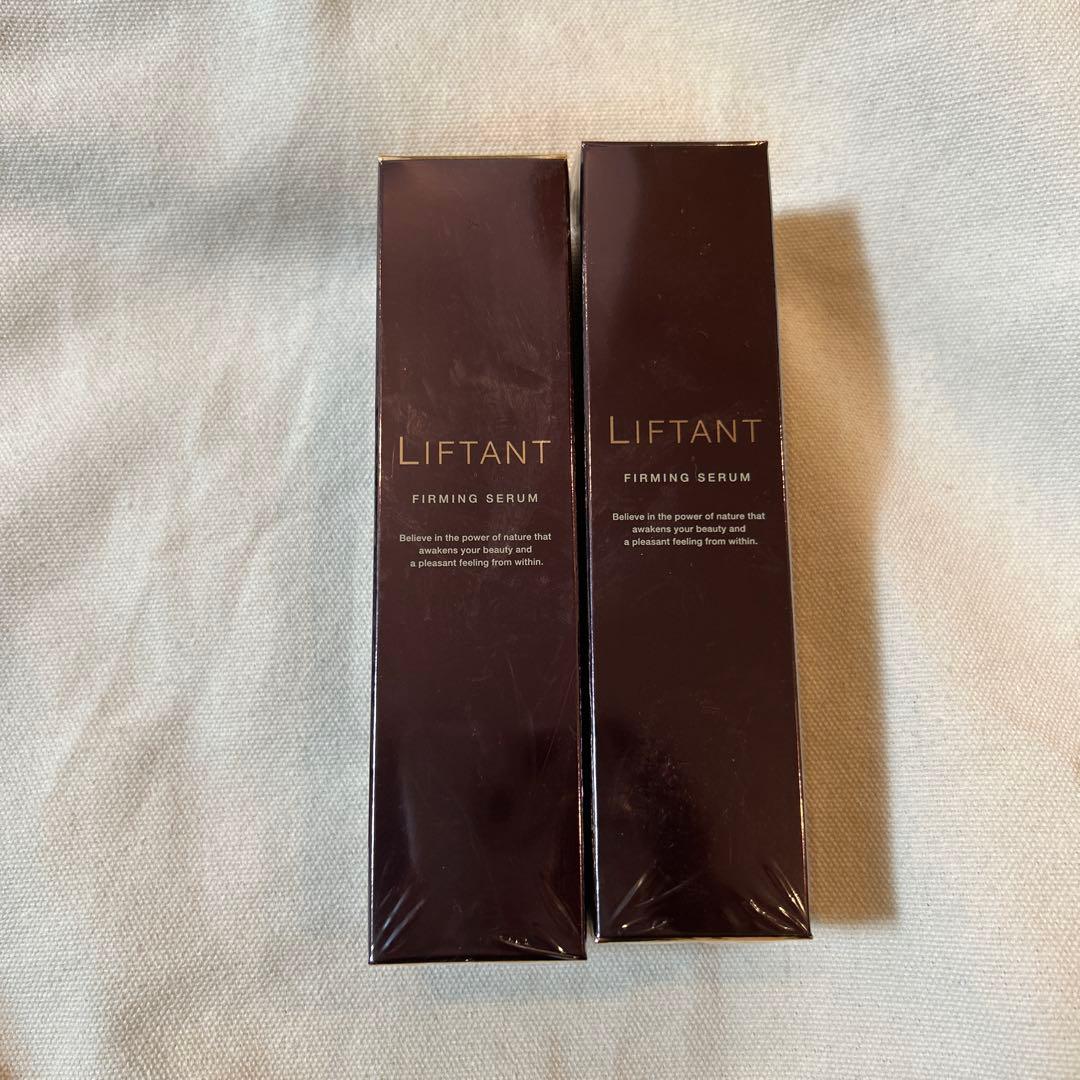 LIFTANT
FIRMING SERUM
Believe in the power of nature that
awakens your beauty and
a pleasant feeling from within.
LIFTANT
FIRMING SERUM
Believe in the power of nature that
awakens your beauty and
a pleasant feeling from within.